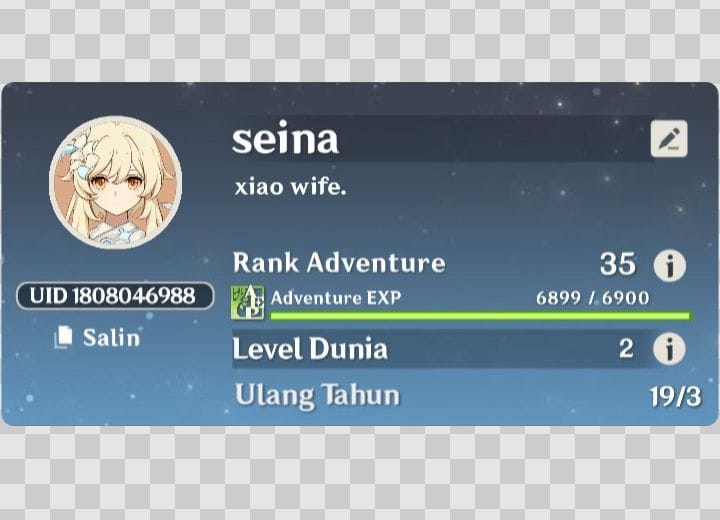 seina
xiao wife.
Rank Adventure 35
UID 1808046988
Adventure EXP 6899 / 6900
Salin
Level Dunia 2
Ulang Tahun 19/3